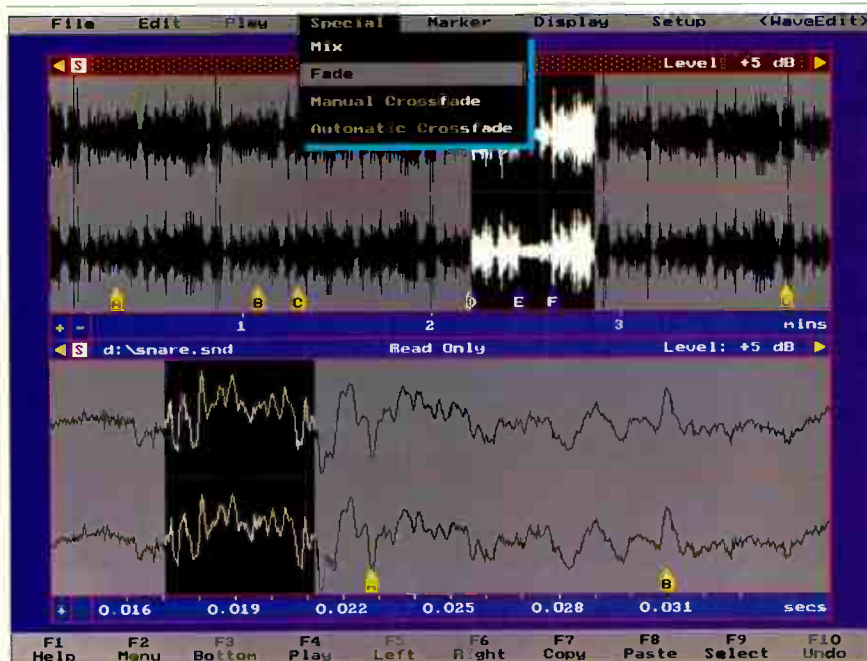 File Edit Play Special Marker Display Setup <WaveEdit>
Mix
Fade
Manual Crossfade
Automatic Crossfade
S Level: +5 dB
A B C D E F G
+ - 1 2 3 mins
S d:\snare.snd Read Only Level: +5 dB
B
+ 0.016 0.019 0.022 0.025 0.028 0.031 secs
F1 F2 F3 F4 F5 F6 F7 F8 F9 F10
Help Menu Bottom Play Left Right Copy Paste Select Undo